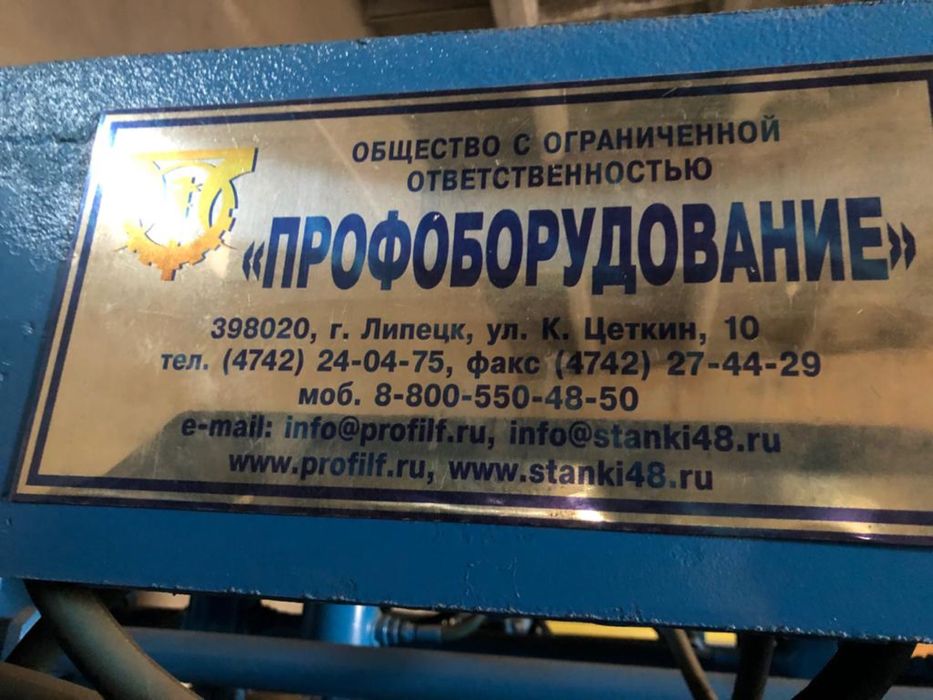 ОБЩЕСТВО С ОГРАНИЧЕННОЙ
ОТВЕТСТВЕННОСТЬЮ
«ПРОФОБОРУДОВАНИЕ»
398020, г. Липецк, ул. К. Цеткин, 10
тел. (4742) 24-04-75, факс (4742) 27-44-29
моб. 8-800-550-48-50
e-mail: info@profilf.ru, info@stanki48.ru
www.profilf.ru, www.stanki48.ru